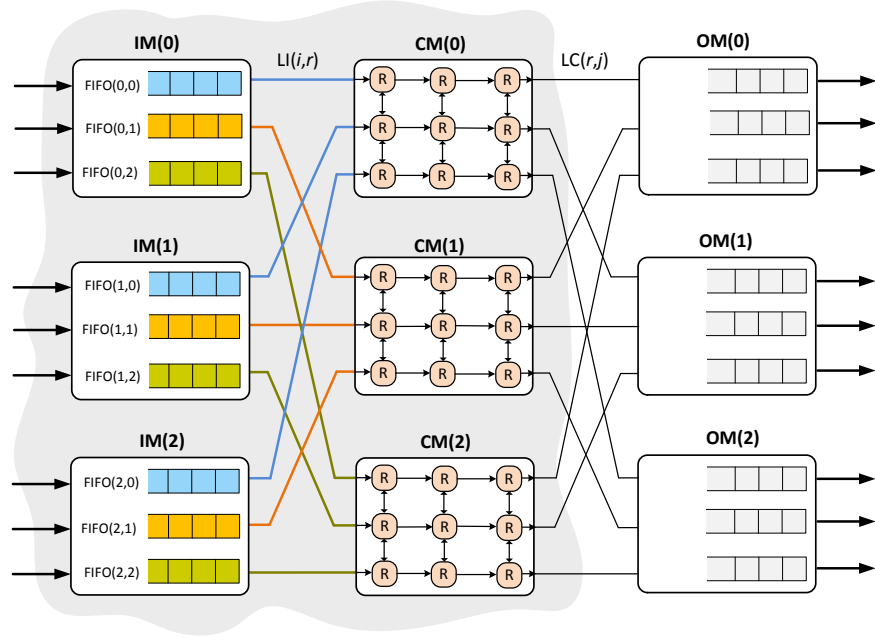 IM(0)
LI(i,r)
CM(0)
LC(r,j)
OM(0)
FIFO(0,0)
R R R
FIFO(0,1)
R R R
FIFO(0,2)
R R R
IM(1)
CM(1)
OM(1)
FIFO(1,0)
R R R
FIFO(1,1)
R R R
FIFO(1,2)
R R R
IM(2)
CM(2)
OM(2)
FIFO(2,0)
R R R
FIFO(2,1)
R R R
FIFO(2,2)
R R R